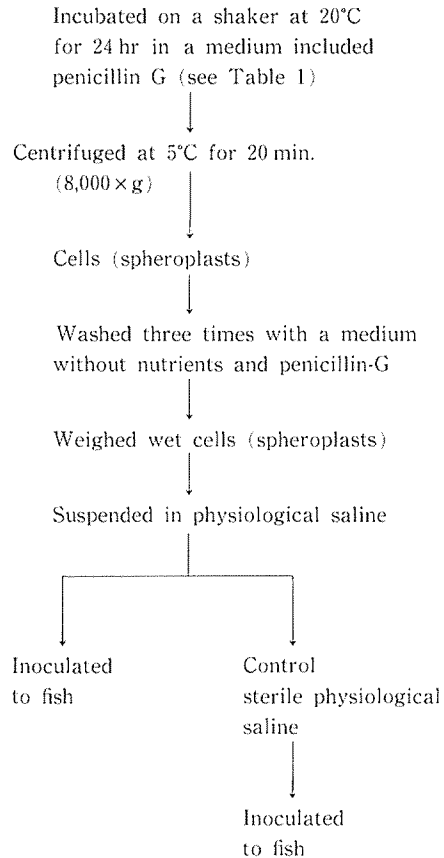 Incubated on a shaker at 20°C
for 24 hr in a medium included
penicillin G (see Table 1)
Centrifuged at 5°C for 20 min.
(8,000×g)
Cells (spheroplasts)
Washed three times with a medium
without nutrients and penicillin-G
Weighed wet cells (spheroplasts)
Suspended in physiological saline
Inoculated
to fish
Control
sterile physiological
saline
Inoculated
to fish